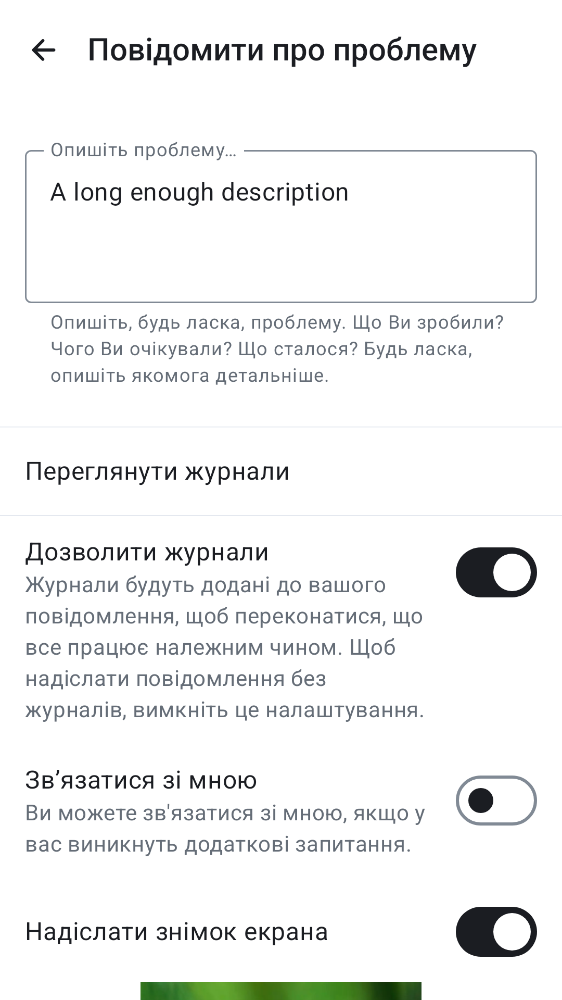 Повідомити про проблему
Опишіть проблему…
A long enough description
Опишіть, будь ласка, проблему. Що Ви зробили?
Чого Ви очікували? Що сталося? Будь ласка,
опишіть якомога детальніше.
Переглянути журнали
Дозволити журнали
Журнали будуть додані до вашого
повідомлення, щоб переконатися, що
все працює належним чином. Щоб
надіслати повідомлення без
журналів, вимкніть це налаштування.
Зв’язатися зі мною
Ви можете зв'язатися зі мною, якщо у
вас виникнуть додаткові запитання.
Надіслати знімок екрана